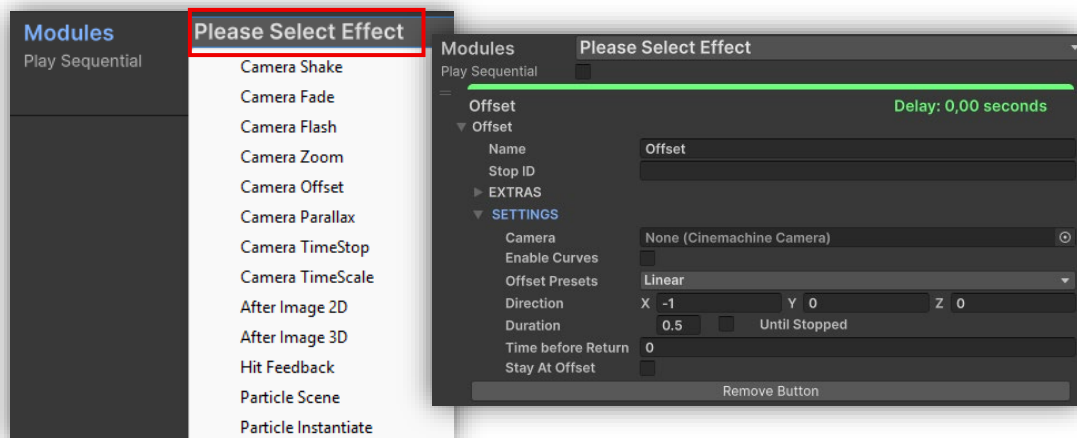 Modules
Please Select Effect
Play Sequential
Camera Shake
Camera Fade
Camera Flash
Camera Zoom
Camera Offset
Camera Parallax
Camera TimeStop
Camera TimeScale
After Image 2D
After Image 3D
Hit Feedback
Particle Scene
Particle Instantiate
Modules Please Select Effect
Play Sequential
Offset Delay: 0,00 seconds
Offset
Name Offset
Stop ID
EXTRAS
SETTINGS
Camera None (Cinemachine Camera)
Enable Curves
Offset Presets Linear
Direction X -1 Y 0 Z 0
Duration 0.5 Until Stopped
Time before Return 0
Stay At Offset
Remove Button